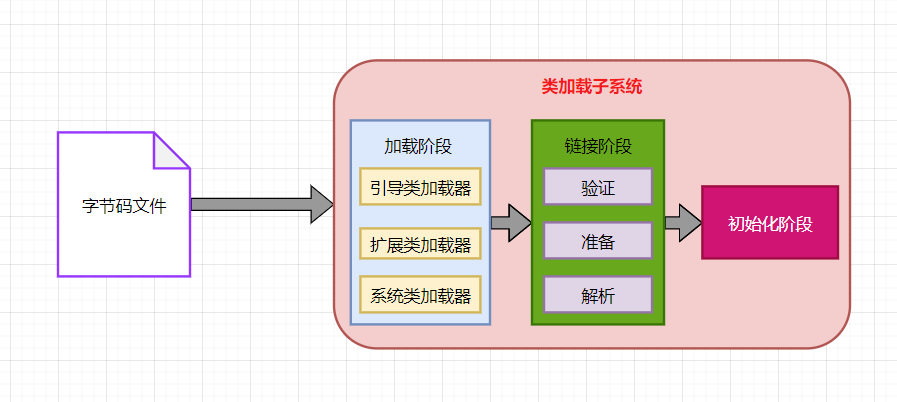 类加载子系统
字节码文件
加载阶段
引导类加载器
扩展类加载器
系统类加载器
链接阶段
验证
准备
解析
初始化阶段